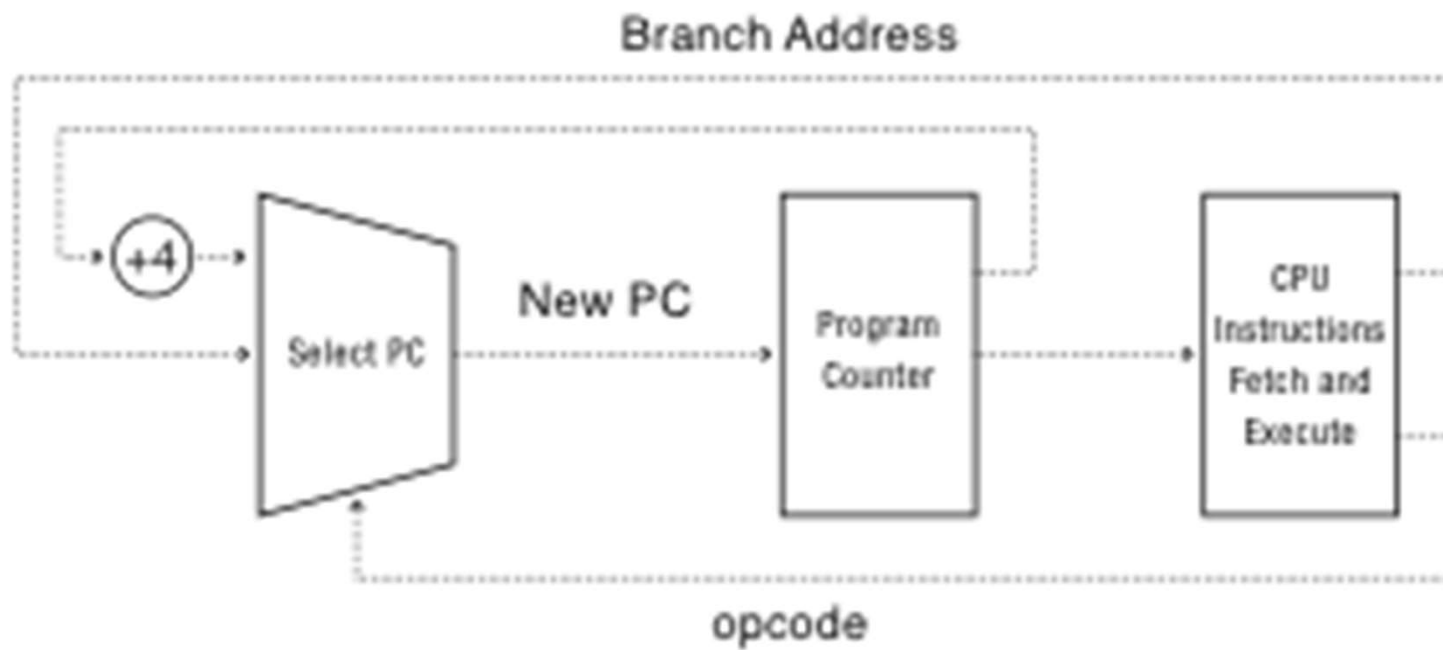 Branch Address
+4
Select PC
New PC
Program
Counter
CPU
Instructions
Fetch and
Execute
opcode